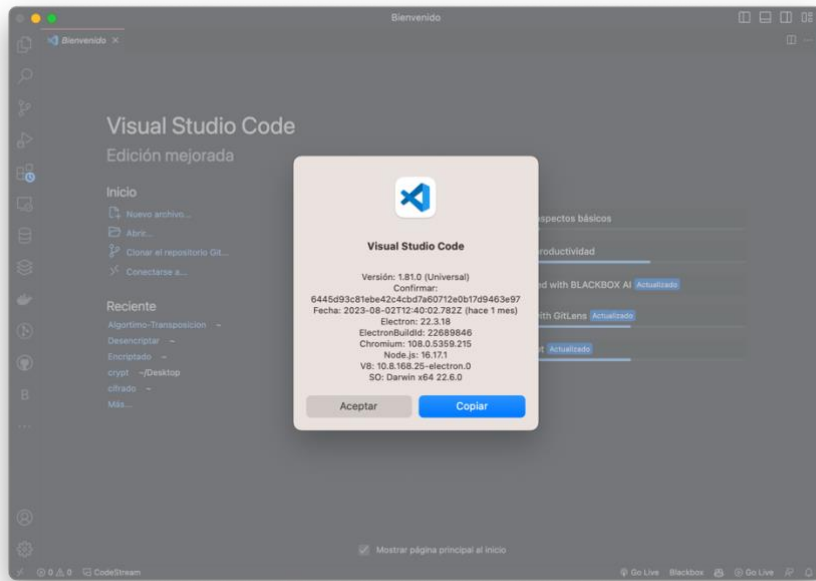 Bienvenido
Bienvenido
Visual Studio Code
Edición mejorada
Inicio
Nuevo archivo...
Abrir...
Clonar el repositorio Git...
Conectarse a...
Reciente
Algortimo-Transposicion ~
Desencriptar ~
Encriptado ~
crypt ~/Desktop
cifrado ~
Más...
Visual Studio Code
Versión: 1.81.0 (Universal)
Confirmar:
6445d93c81ebe42c4cbd7a60712e0b17d9463e97
Fecha: 2023-08-02T12:40:02.782Z (hace 1 mes)
Electron: 22.3.18
ElectronBuildId: 22689846
Chromium: 108.0.5359.215
Node.js: 16.17.1
V8: 10.8.168.25-electron.0
SO: Darwin x64 22.6.0
Aceptar
Copiar
aspectos básicos
productividad
with BLACKBOX AI Actualizado
with GitLens Actualizado
Actualizado
Mostrar página principal al inicio
0 0 CodeStream
Go Live Blackbox Go Live